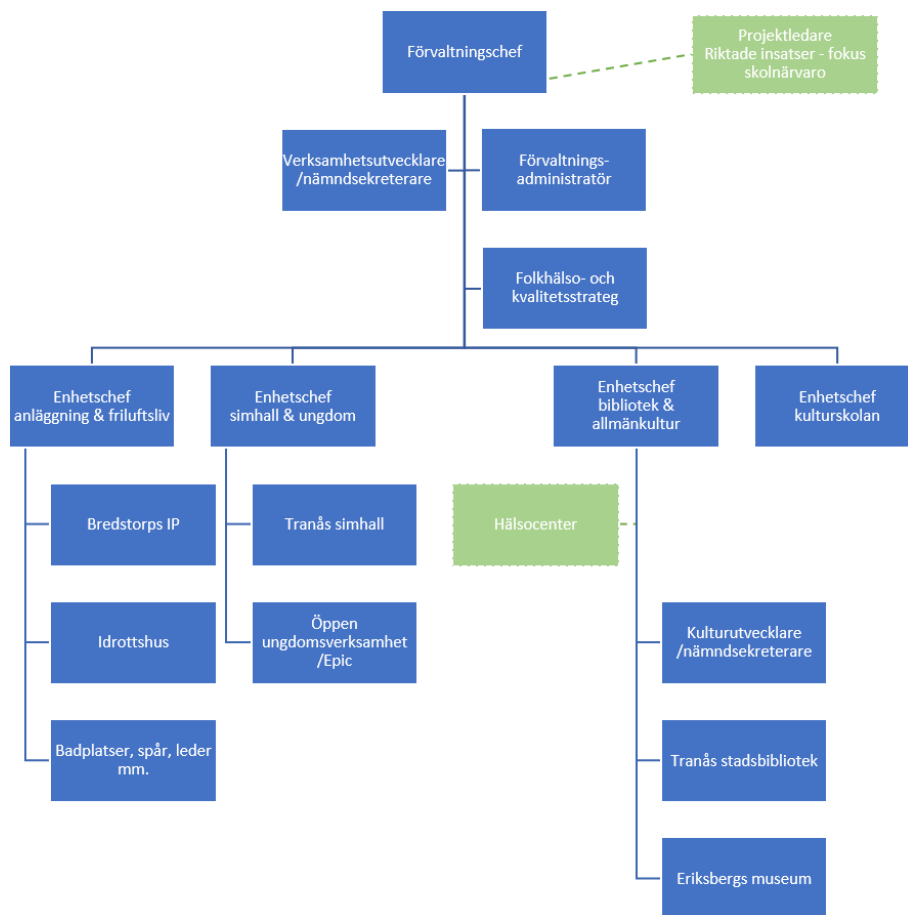 Förvaltningschef
Projektledare
Riktade insatser - fokus
skolnärvaro
Verksamhetsutvecklare
/nämndsekreterare
Förvaltnings-
administratör
Folkhälso- och
kvalitetsstrateg
Enhetschef
anläggning & friluftsliv
Enhetschef
simhall & ungdom
Enhetschef
bibliotek &
allmänkultur
Enhetschef
kulturskolan
Bredstorps IP
Tranås simhall
Hälsocenter
Idrottshus
Öppen
ungdomsverksamhet
/Epic
Kulturutvecklare
/nämndsekreterare
Badplatser, spår, leder
mm.
Tranås stadsbibliotek
Eriksbergs museum